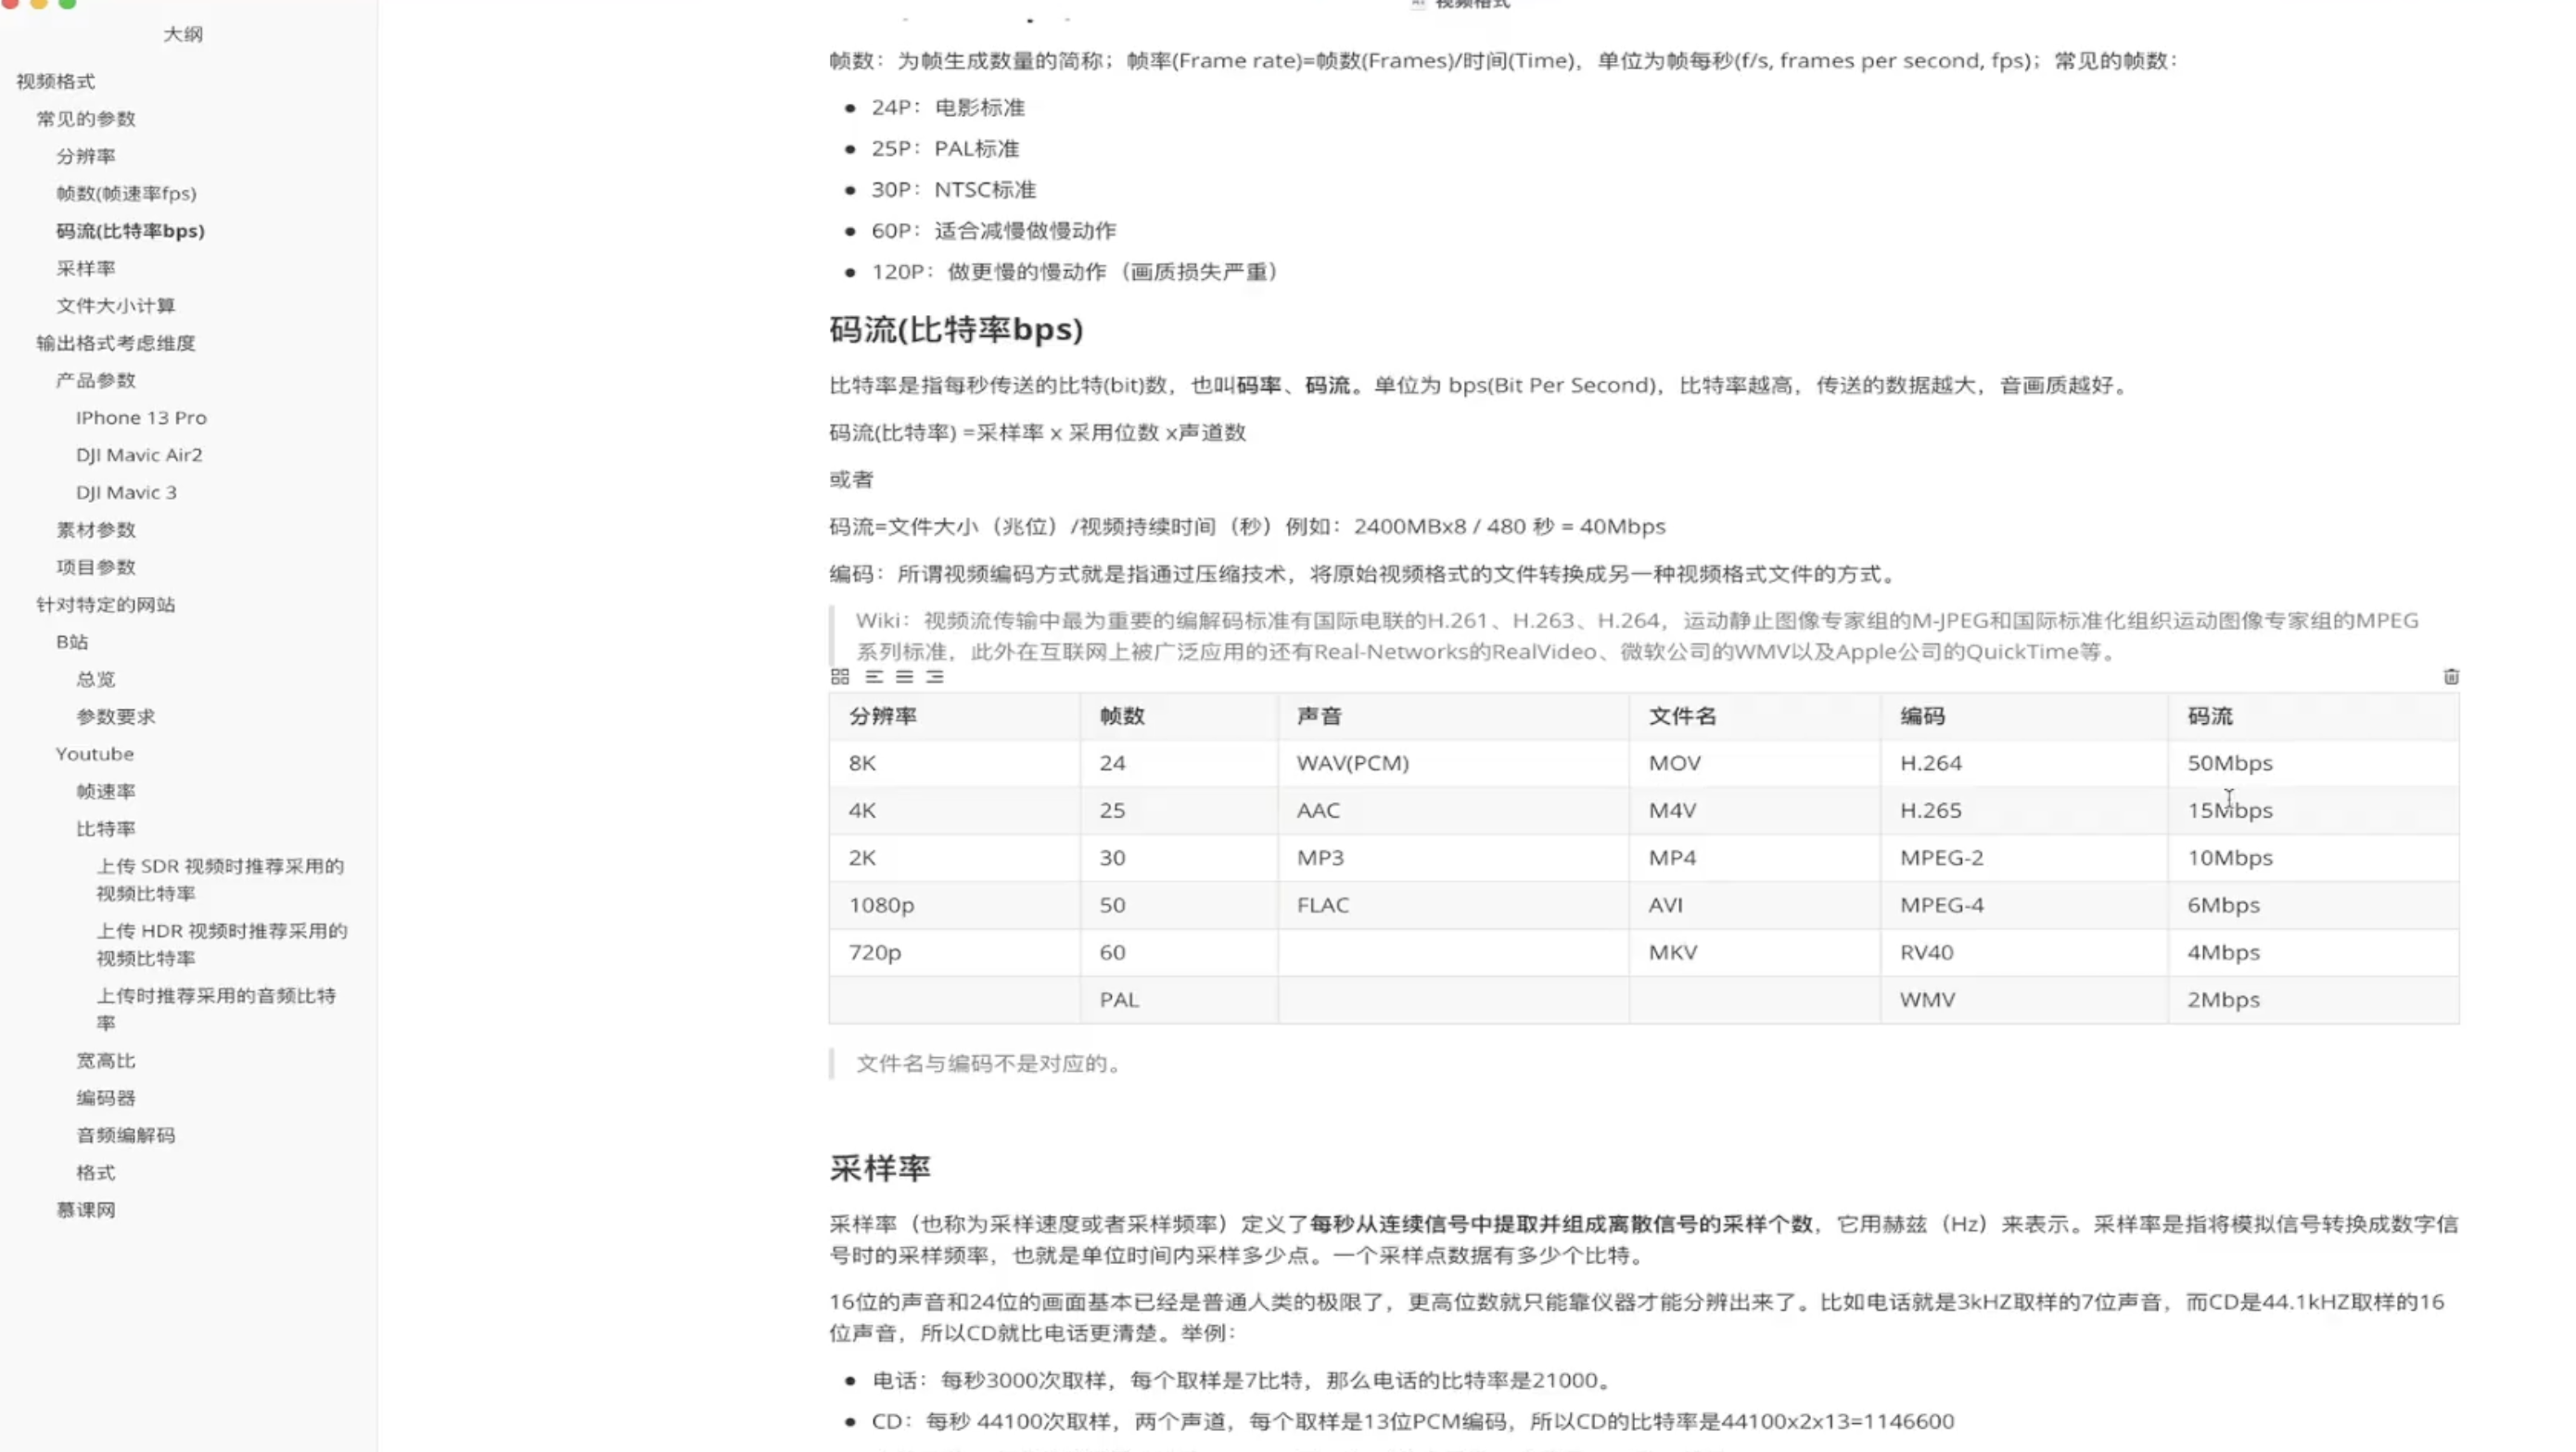 视频格式
大纲
视频格式
常见的参数
分辨率
帧数(帧速率fps)
码流(比特率bps)
采样率
文件大小计算
输出格式考虑维度
产品参数
IPhone 13 Pro
DJI Mavic Air2
DJI Mavic 3
素材参数
项目参数
针对特定的网站
B站
总览
参数要求
Youtube
帧速率
比特率
上传 SDR 视频时推荐采用的
视频比特率
上传 HDR 视频时推荐采用的
视频比特率
上传时推荐采用的音频比特
率
宽高比
编码器
音频编解码
格式
慕课网
帧数：为帧生成数量的简称；帧率(Frame rate)=帧数(Frames)/时间(Time)，单位为帧每秒(f/s, frames per second, fps)；常见的帧数：
24P：电影标准
25P：PAL标准
30P：NTSC标准
60P：适合减慢做慢动作
120P：做更慢的慢动作（画质损失严重）
码流(比特率bps)
比特率是指每秒传送的比特(bit)数，也叫码率、码流。单位为 bps(Bit Per Second)，比特率越高，传送的数据越大，音画质越好。
码流(比特率) =采样率 x 采用位数 x声道数
或者
码流=文件大小（兆位）/视频持续时间（秒）例如：2400MBx8 / 480 秒 = 40Mbps
编码：所谓视频编码方式就是指通过压缩技术，将原始视频格式的文件转换成另一种视频格式文件的方式。
Wiki：视频流传输中最为重要的编解码标准有国际电联的H.261、H.263、H.264，运动静止图像专家组的M-JPEG和国际标准化组织运动图像专家组的MPEG
系列标准，此外在互联网上被广泛应用的还有Real-Networks的RealVideo、微软公司的WMV以及Apple公司的QuickTime等。
分辨率 帧数 声音 文件名 编码 码流
8K 24 WAV(PCM) MOV H.264 50Mbps
4K 25 AAC M4V H.265 15Mbps
2K 30 MP3 MP4 MPEG-2 10Mbps
1080p 50 FLAC AVI MPEG-4 6Mbps
720p 60 MKV RV40 4Mbps
PAL WMV 2Mbps
文件名与编码不是对应的。
采样率
采样率（也称为采样速度或者采样频率）定义了每秒从连续信号中提取并组成离散信号的采样个数，它用赫兹（Hz）来表示。采样率是指将模拟信号转换成数字信
号时的采样频率，也就是单位时间内采样多少点。一个采样点数据有多少个比特。
16位的声音和24位的画面基本已经是普通人类的极限了，更高位数就只能靠仪器才能分辨出来了。比如电话就是3kHZ取样的7位声音，而CD是44.1kHZ取样的16
位声音，所以CD就比电话更清楚。举例：
电话：每秒3000次取样，每个取样是7比特，那么电话的比特率是21000。
CD：每秒 44100次取样，两个声道，每个取样是13位PCM编码，所以CD的比特率是44100x2x13=1146600